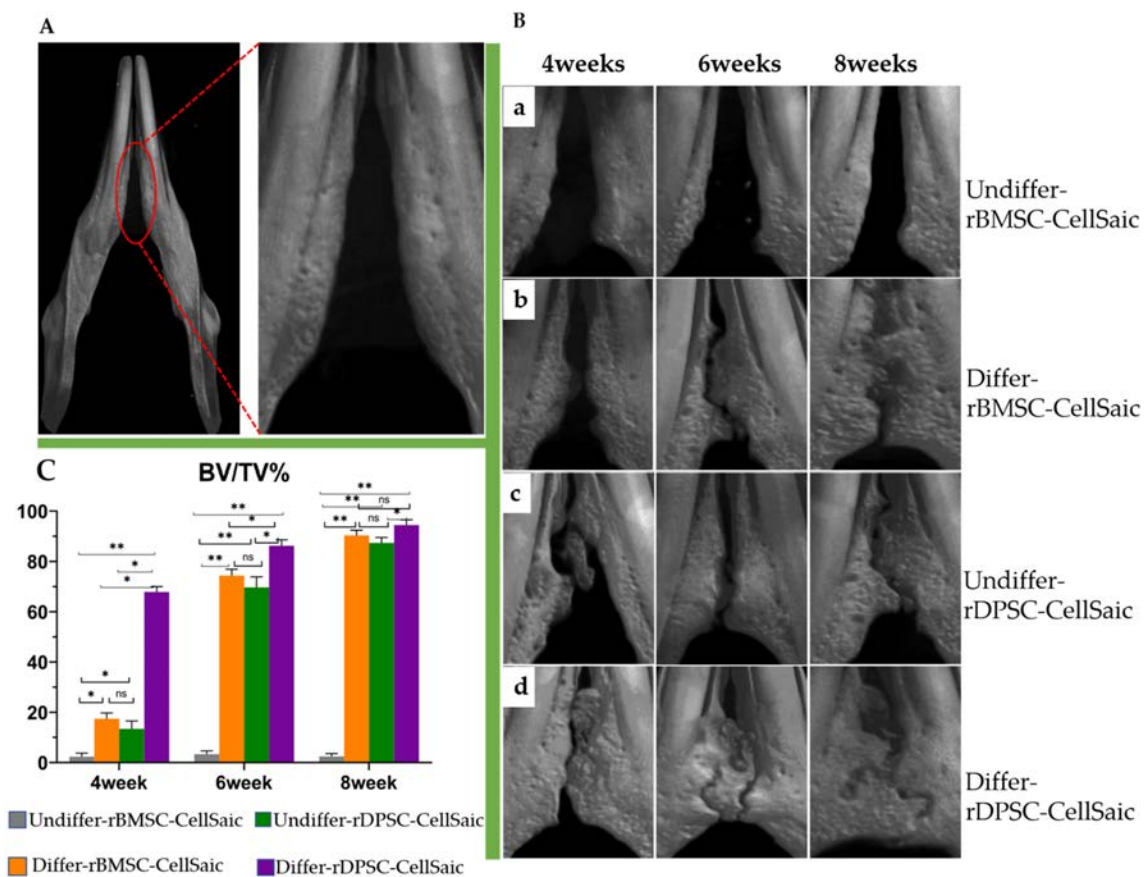 A
B
4weeks
6weeks
8weeks
a
Undiffer-
rBMSC-CellSaic
b
Differ-
rBMSC-CellSaic
c
Undiffer-
rDPSC-CellSaic
d
Differ-
rDPSC-CellSaic
C
BV/TV%
100
80
60
40
20
0
**
*
*
*
*
ns
**
*
**
*
**
ns
**
**
ns
*
**
ns
4week
6week
8week
Undiffer-rBMSC-CellSaic
Undiffer-rDPSC-CellSaic
Differ-rBMSC-CellSaic
Differ-rDPSC-CellSaic